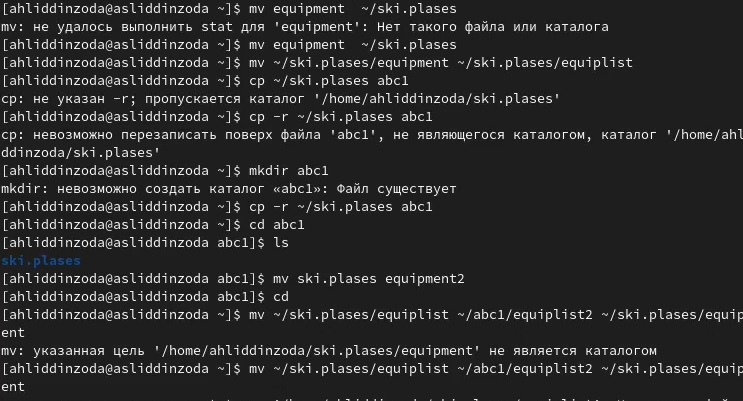 [ahliddinzoda@asliddinzoda ~]$ mv equipment  ~/ski.plases
mv: не удалось выполнить stat для 'equipment': Нет такого файла или каталога
[ahliddinzoda@asliddinzoda ~]$ mv equipment  ~/ski.plases
[ahliddinzoda@asliddinzoda ~]$ mv ~/ski.plases/equipment ~/ski.plases/equiplist
[ahliddinzoda@asliddinzoda ~]$ cp ~/ski.plases abc1
cp: не указан -r; пропускается каталог '/home/ahliddinzoda/ski.plases'
[ahliddinzoda@asliddinzoda ~]$ cp -r ~/ski.plases abc1
cp: невозможно перезаписать поверх файла 'abc1', не являющегося каталогом, каталог '/home/ahl
ddinzoda/ski.plases'
[ahliddinzoda@asliddinzoda ~]$ mkdir abc1
mkdir: невозможно создать каталог «abc1»: Файл существует
[ahliddinzoda@asliddinzoda ~]$ cp -r ~/ski.plases abc1
[ahliddinzoda@asliddinzoda ~]$ cd abc1
[ahliddinzoda@asliddinzoda abc1]$ ls
ski.plases
[ahliddinzoda@asliddinzoda abc1]$ mv ski.plases equipment2
[ahliddinzoda@asliddinzoda abc1]$ cd
[ahliddinzoda@asliddinzoda ~]$ mv ~/ski.plases/equiplist ~/abc1/equiplist2 ~/ski.plases/equip
ent
mv: указанная цель '/home/ahliddinzoda/ski.plases/equipment' не является каталогом
[ahliddinzoda@asliddinzoda ~]$ mv ~/ski.plases/equiplist ~/abc1/equiplist2 ~/ski.plases/equip
ent